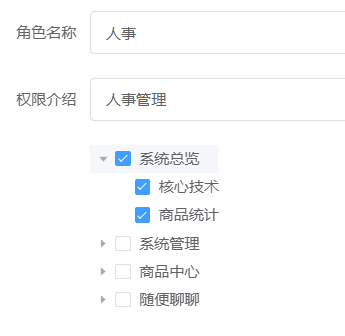 角色名称 人事
权限介绍 人事管理
系统总览
核心技术
商品统计
系统管理
商品中心
随便聊聊